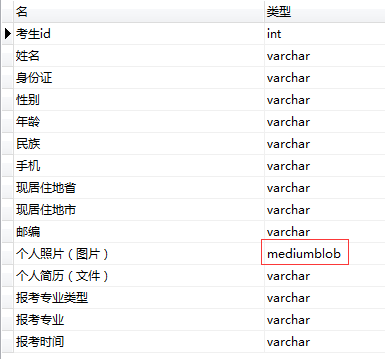 名 类型
考生id int
姓名 varchar
身份证 varchar
性别 varchar
年龄 varchar
民族 varchar
手机 varchar
现居住地省 varchar
现居住地市 varchar
邮编 varchar
个人照片（图片） mediumblob
个人简历（文件） varchar
报考专业类型 varchar
报考专业 varchar
报考时间 varchar